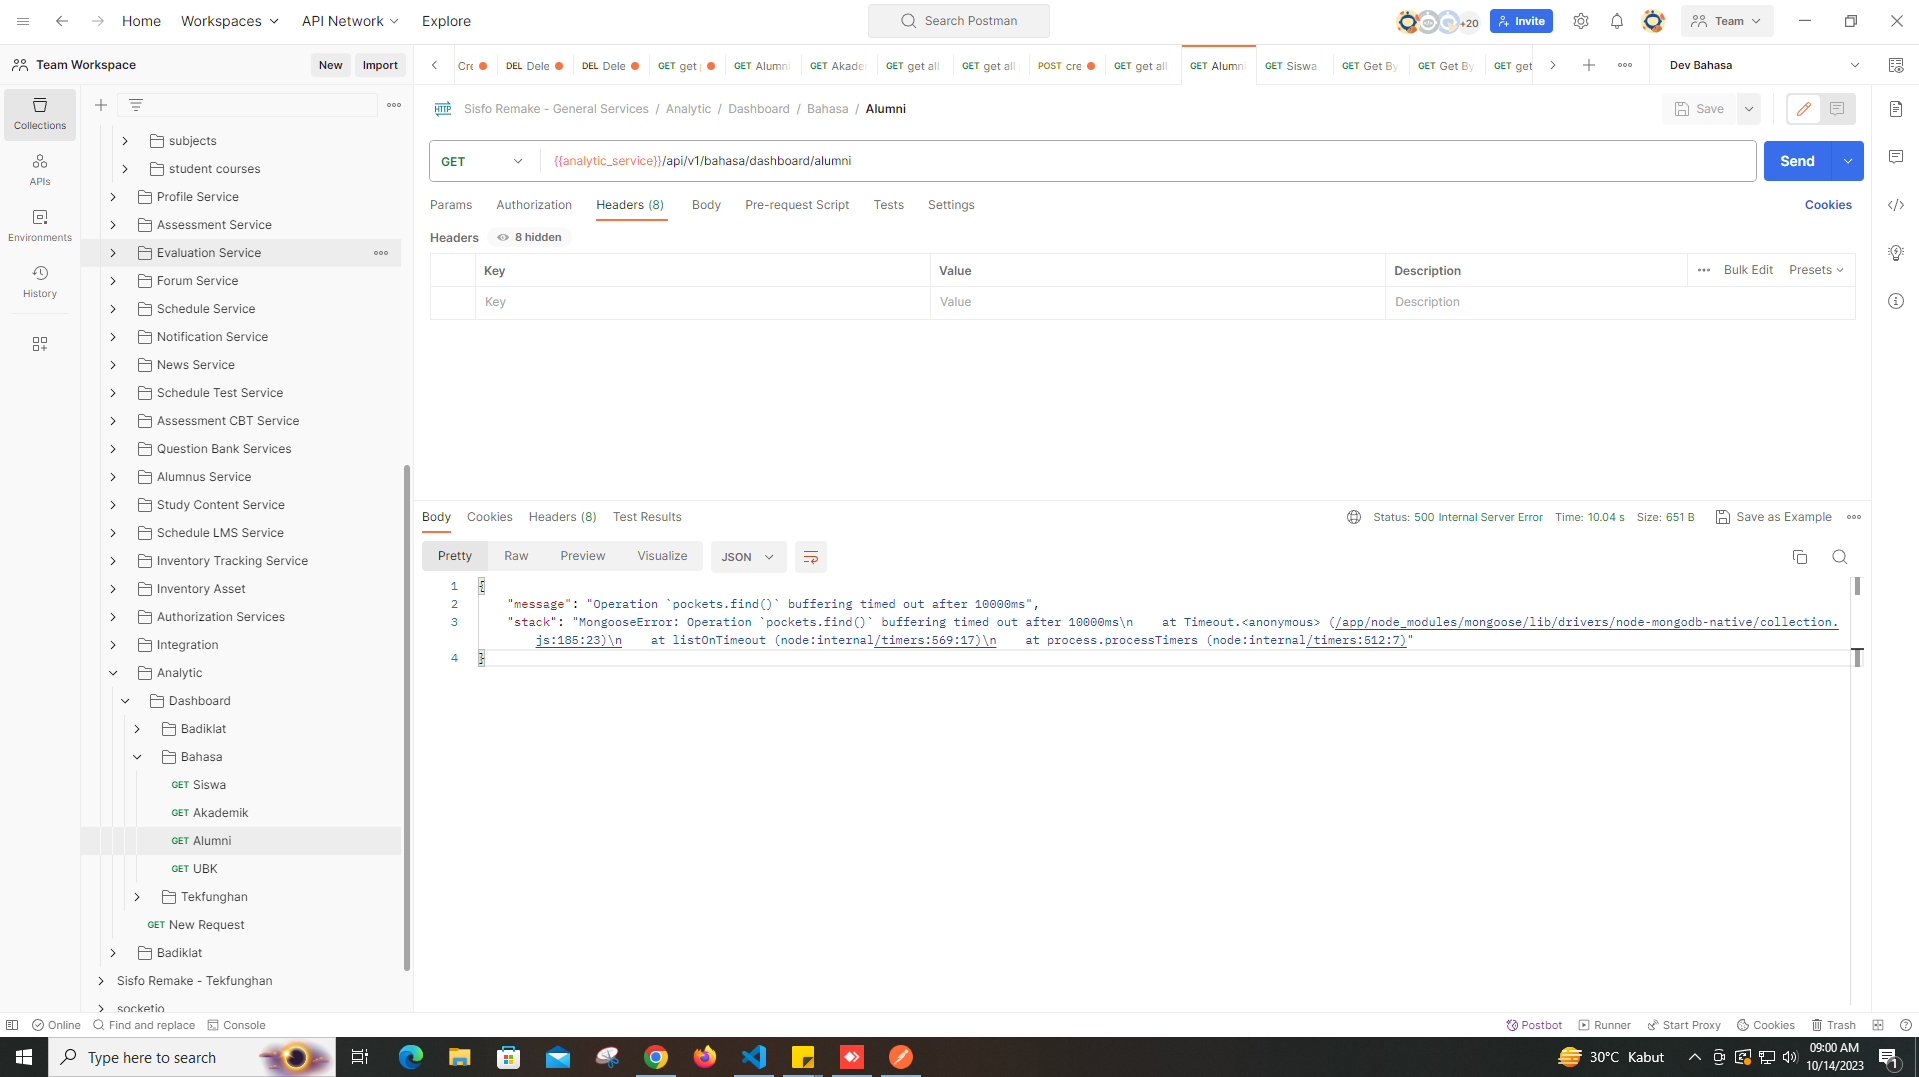 Home
Workspaces
API Network
Explore
Search Postman
+20
Invite
Team
Team Workspace
New
Import
Cre
DEL Dele
DEL Dele
GET get
GET Alumni
GET Akade
GET get all
GET get all
POST cre
GET get all
GET Alumni
GET Siswa
GET Get By
GET Get By
GET get
Dev Bahasa
Collections
APIs
Environments
History
subjects
student courses
Profile Service
Assessment Service
Evaluation Service
Forum Service
Schedule Service
Notification Service
News Service
Schedule Test Service
Assessment CBT Service
Question Bank Services
Alumnus Service
Study Content Service
Schedule LMS Service
Inventory Tracking Service
Inventory Asset
Authorization Services
Integration
Analytic
Dashboard
Badiklat
Bahasa
GET Siswa
GET Akademik
GET Alumni
GET UBK
Tekfunghan
GET New Request
Badiklat
Sisfo Remake - Tekfunghan
socketio
HTTP Sisfo Remake - General Services / Analytic / Dashboard / Bahasa / Alumni
Save
GET {{analytic_service}}/api/v1/bahasa/dashboard/alumni
Send
Params Authorization Headers (8) Body Pre-request Script Tests Settings
Cookies
Headers 8 hidden
Key Value Description Bulk Edit Presets
Key Value Description
Body Cookies Headers (8) Test Results
Status: 500 Internal Server Error Time: 10.04 s Size: 651 B Save as Example
Pretty Raw Preview Visualize JSON
1 {
2 "message": "Operation `pockets.find()` buffering timed out after 10000ms",
3 "stack": "MongooseError: Operation `pockets.find()` buffering timed out after 10000ms\n    at Timeout.<anonymous> (/app/node_modules/mongoose/lib/drivers/node-mongodb-native/collection.
js:185:23)\n    at listOnTimeout (node:internal/timers:569:17)\n    at process.processTimers (node:internal/timers:512:7)"
4 }
Online
Find and replace
Console
Postbot
Runner
Start Proxy
Cookies
Trash
Type here to search
30°C Kabut
09:00 AM
10/14/2023
1